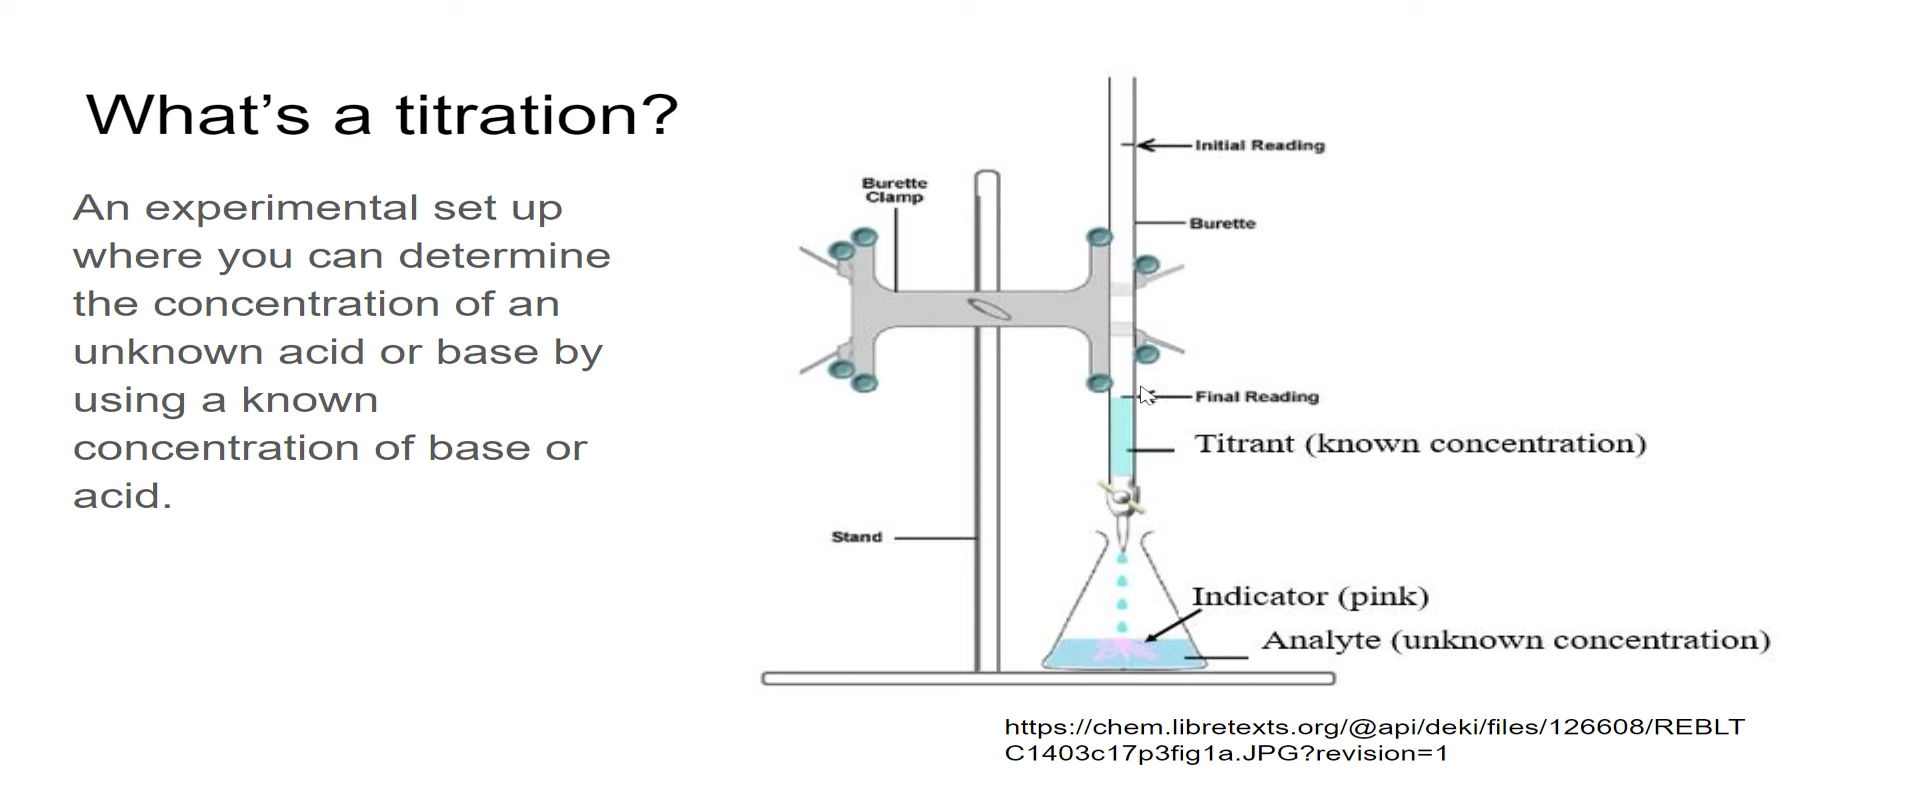 What’s a titration?
An experimental set up
where you can determine
the concentration of an
unknown acid or base by
using a known
concentration of base or
acid.
Initial Reading
Burette
Clamp
Burette
Final Reading
Titrant (known concentration)
Stand
Indicator (pink)
Analyte (unknown concentration)
https://chem.libretexts.org/@api/deki/files/126608/REBLT
C1403c17p3fig1a.JPG?revision=1